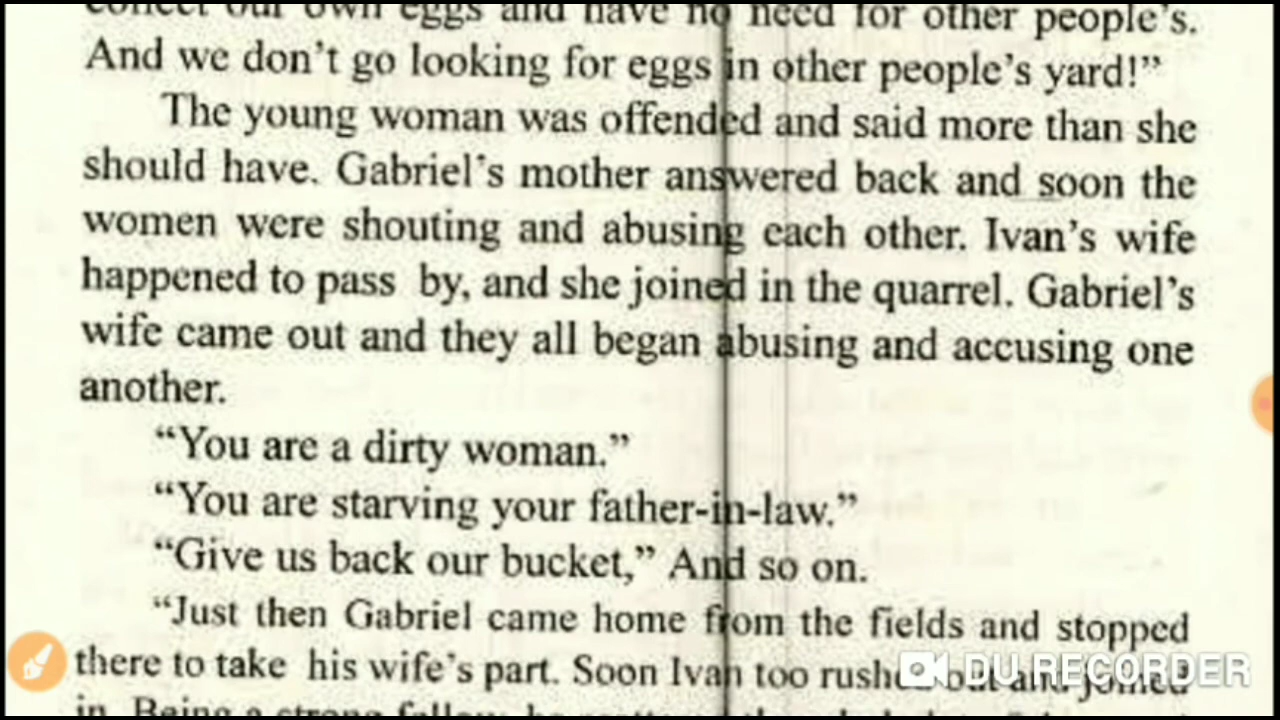 collect our own eggs and have no need for other people's.
And we don't go looking for eggs in other people's yard!”
The young woman was offended and said more than she
should have. Gabriel's mother answered back and soon the
women were shouting and abusing each other. Ivan's wife
happened to pass by, and she joined in the quarrel. Gabriel's
wife came out and they all began abusing and accusing one
another.
“You are a dirty woman.”
“You are starving your father-in-law.”
“Give us back our bucket,” And so on.
“Just then Gabriel came home from the fields and stopped
there to take his wife's part. Soon Ivan too rushed out and joined
in. Being a strong fellow, he
DU RECORDER